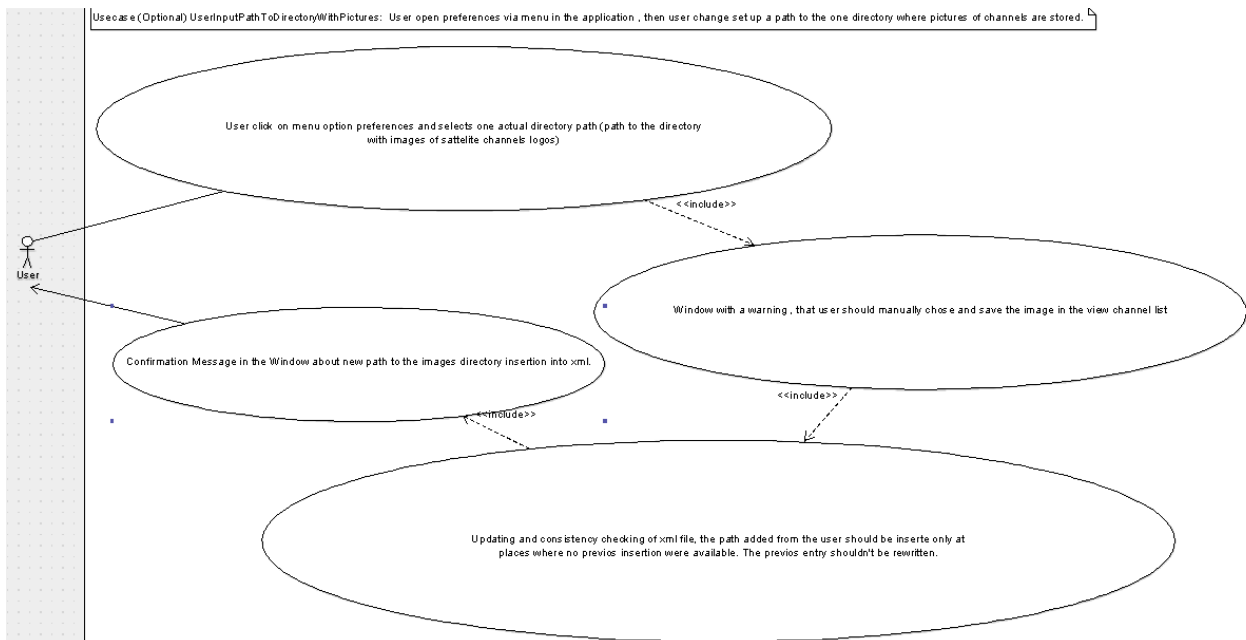 Usecase (Optional) UserInputPathToDirectoryWithPictures: User open preferences via menu in the application , then user change set up a path to the one directory where pictures of channels are stored.
User click on menu option preferences and selects one actual directory path (path to the directory
with images of sattelite channels logos)
<<include>>
User
Window with a warning , that user should manually chose and save the image in the view channel list
Confirmation Message in the Window about new path to the images directory insertion into xml.
<<include>>
<<include>>
Updating and consistency checking of xml file, the path added from the user should be inserte only at
places where no previos insertion were available. The previos entry shouldn't be rewritten.